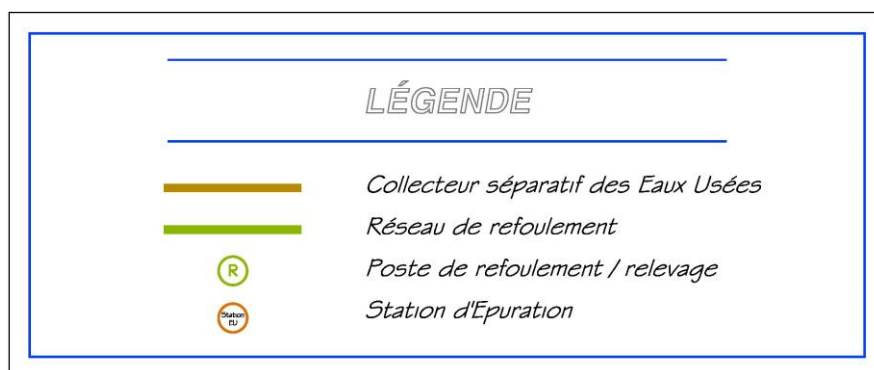 LÉGENDE
Collecteur séparatif des Eaux Usées
Réseau de refoulement
R
Poste de refoulement / relevage
Station
EU
Station d'Epuration